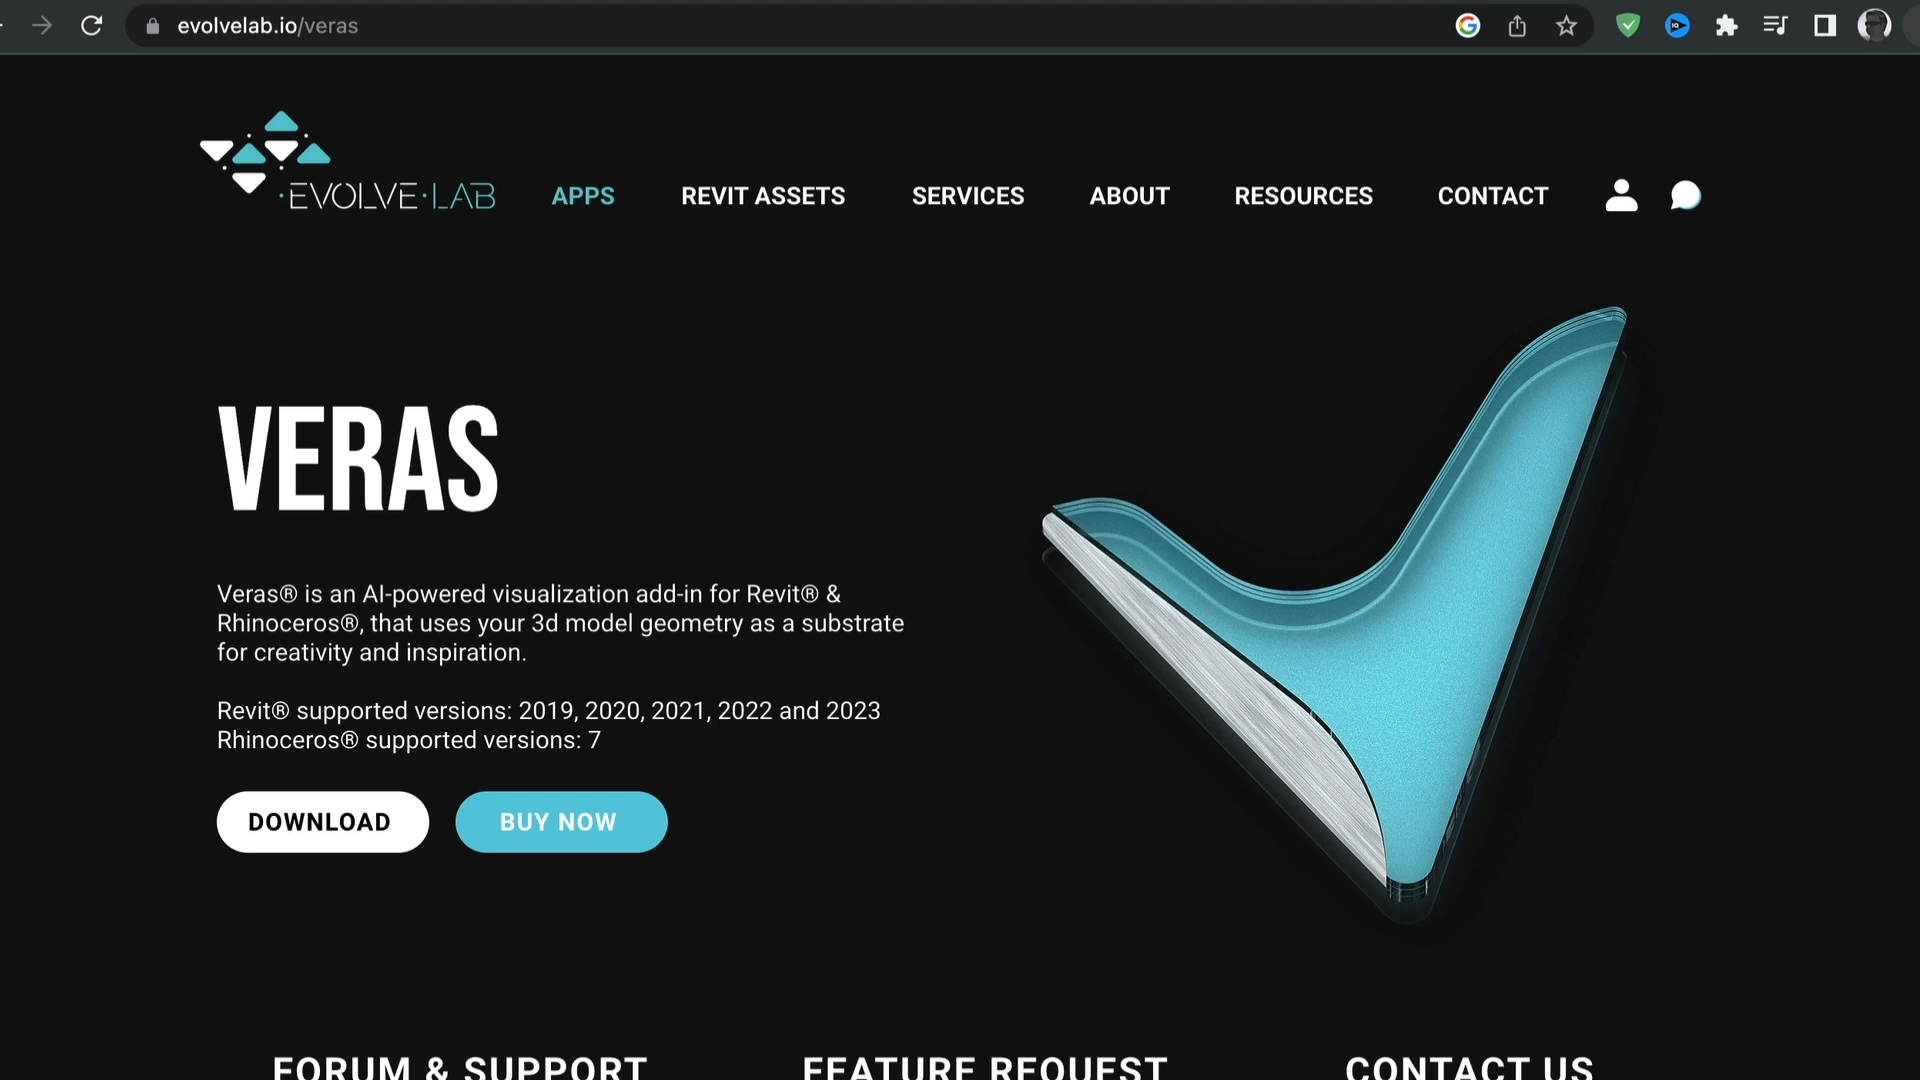 evolvelab.io/veras
·EVOLVE·LAB
APPS
REVIT ASSETS
SERVICES
ABOUT
RESOURCES
CONTACT
VERAS
Veras® is an AI-powered visualization add-in for Revit® &
Rhinoceros®, that uses your 3d model geometry as a substrate
for creativity and inspiration.
Revit® supported versions: 2019, 2020, 2021, 2022 and 2023
Rhinoceros® supported versions: 7
DOWNLOAD
BUY NOW
FORUM & SUPPORT
FEATURE REQUEST
CONTACT US